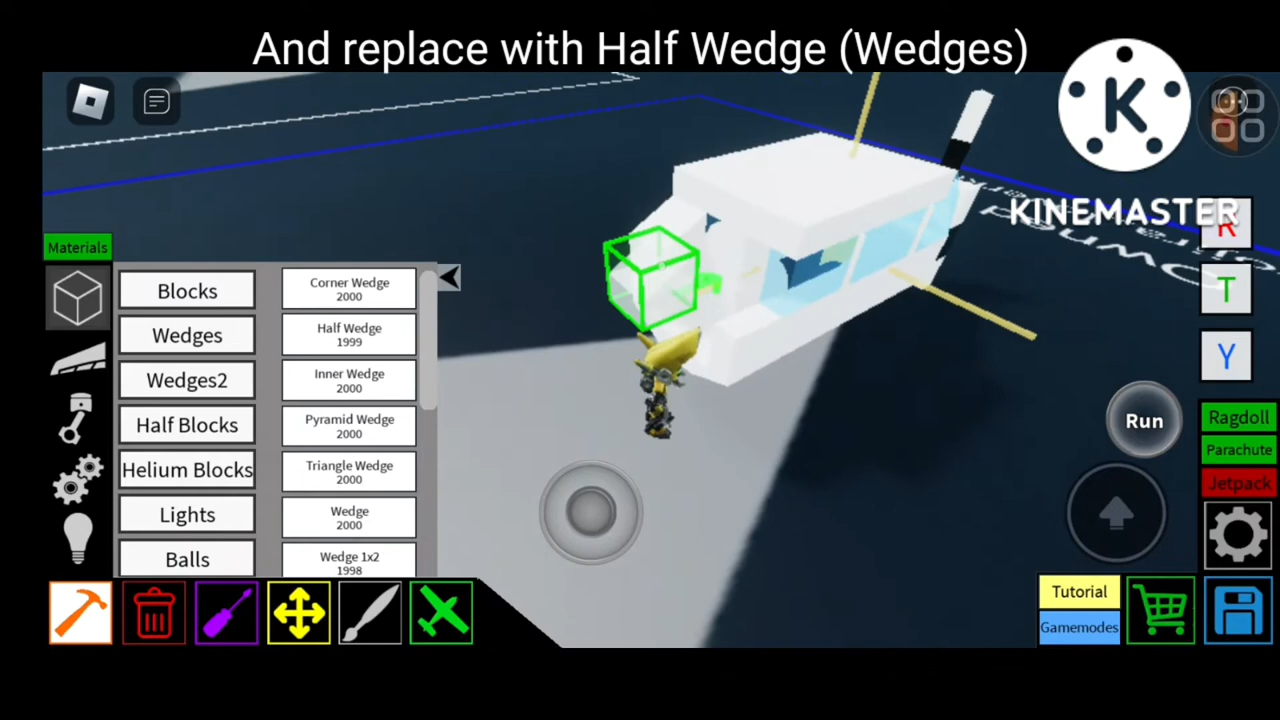 And replace with Half Wedge (Wedges)
K
KINEMASTER
Materials
Blocks
Wedges
Wedges2
Half Blocks
Helium Blocks
Lights
Balls
Corner Wedge
2000
Half Wedge
1999
Inner Wedge
2000
Pyramid Wedge
2000
Triangle Wedge
2000
Wedge
2000
Wedge 1x2
1998
R
T
Y
Run
Ragdoll
Parachute
Jetpack
Tutorial
Gamemodes